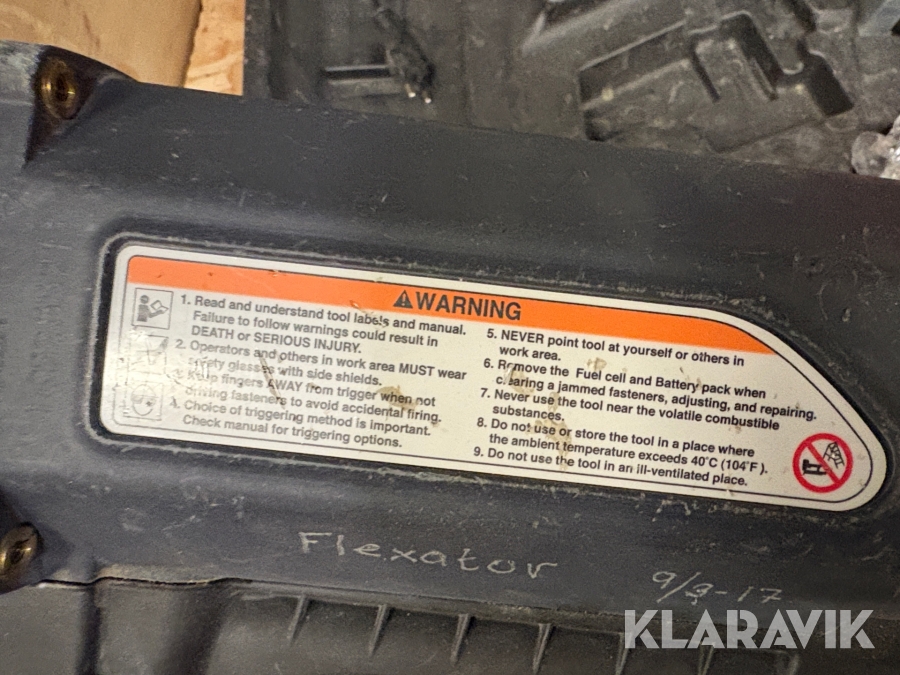 WARNING
1. Read and understand tool labels and manual.
Failure to follow warnings could result in
DEATH or SERIOUS INJURY.
2. Operators and others in work area MUST wear
safety glasses with side shields.
3. Keep fingers AWAY from trigger when not
driving fasteners to avoid accidental firing.
4. Choice of triggering method is important.
Check manual for triggering options.
5. NEVER point tool at yourself or others in
work area.
6. Remove the Fuel cell and Battery pack when
clearing a jammed fasteners, adjusting, and repairing.
7. Never use the tool near the volatile combustible
substances.
8. Do not use or store the tool in a place where
the ambient temperature exceeds 40°C (104°F).
9. Do not use the tool in an ill-ventilated place.
Flexator
9/3-17
KLARAVIK